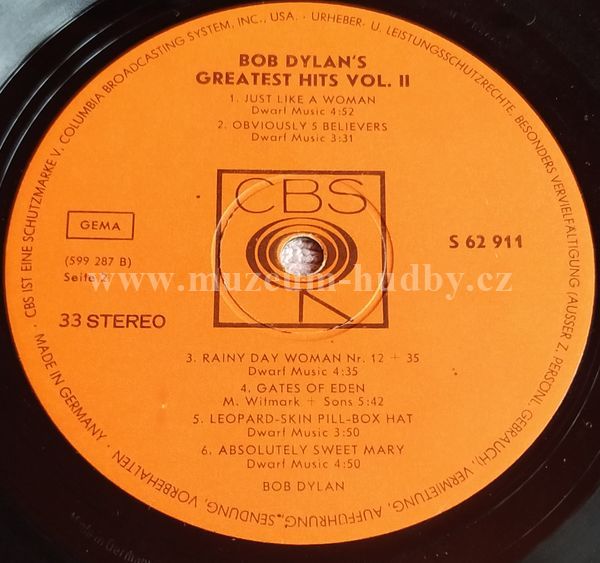 CBS IST EINE SCHUTZMARKE V. COLUMBIA BROADCASTING SYSTEM, INC., USA. · URHEBER- U. LEISTUNGSSCHUTZRECHTE. BESONDERS VERVIELFÄLTIGUNG (AUSSER Z. PERSÖNL. GEBRAUCH), VERMIETUNG, AUFFÜHRUNG, SENDUNG, VORBEHALTEN · MADE IN GERMANY ·
BOB DYLAN'S
GREATEST HITS VOL. II
1. JUST LIKE A WOMAN
Dwarf Music 4:52
2. OBVIOUSLY 5 BELIEVERS
Dwarf Music 3:31
CBS
GEMA
S 62 911
(599 287 B)
Seite 2
www.muzeum-hudby.cz
33 STEREO
3. RAINY DAY WOMAN Nr. 12 + 35
Dwarf Music 4:35
4. GATES OF EDEN
M. Witmark + Sons 5:42
5. LEOPARD-SKIN PILL-BOX HAT
Dwarf Music 3:50
6. ABSOLUTELY SWEET MARY
Dwarf Music 4:50
BOB DYLAN
Made in Germany